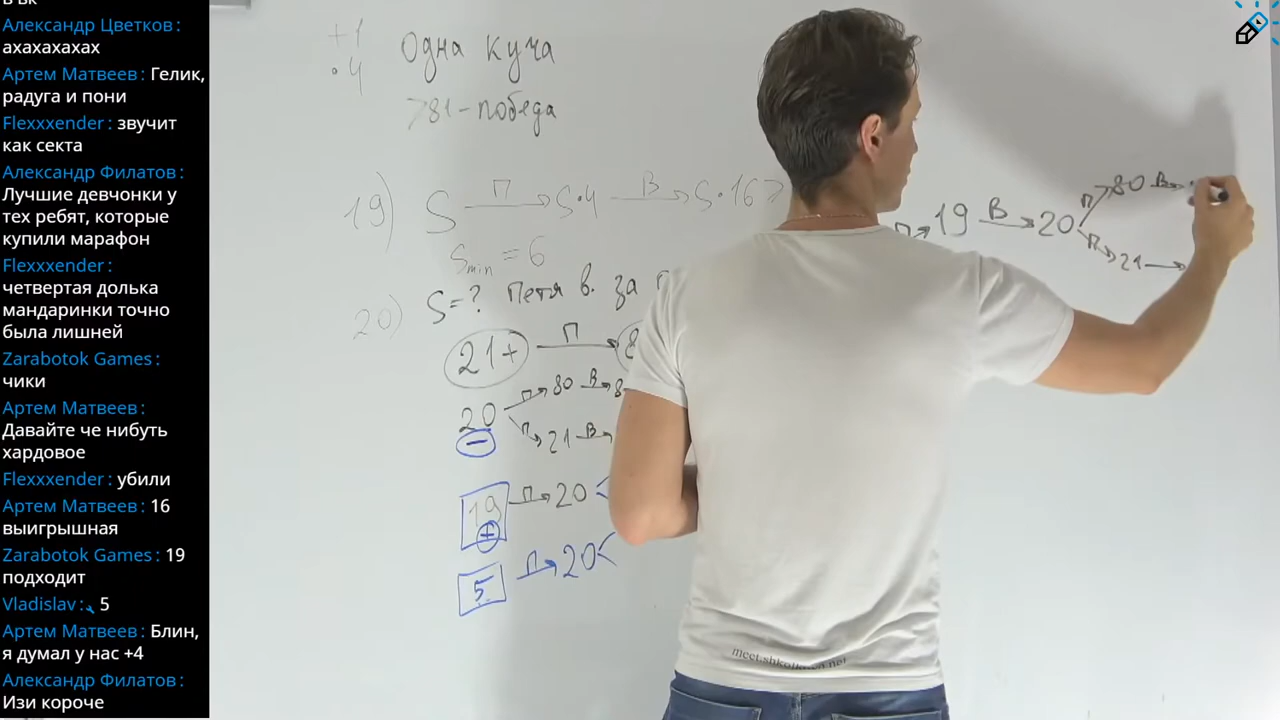 в вк
Александр Цветков:
ахахахахах
Артем Матвеев: Гелик,
радуга и пони
Flexxxender: звучит
как секта
Александр Филатов:
Лучшие девчонки у
тех ребят, которые
купили марафон
Flexxxender:
четвертая долька
мандаринки точно
была лишней
Zarabotok Games:
чики
Артем Матвеев:
Давайте че нибуть
хардовое
Flexxxender: убили
Артем Матвеев: 16
выигрышная
Zarabotok Games: 19
подходит
Vladislav: 5
Артем Матвеев: Блин,
я думал у нас +4
Александр Филатов:
Изи короче
+1
·4
Одна куча
>81-победа
19) S П→ S·4 В→ S·16 >
Smin = 6
20) S=? Петя в. за
21+ П→ 8
20 П→ 80 В→ 8
П→ 21 В→
−
19 П→ 20 <
+
5 П→ 20 <
П→ 19 В→ 20 П→ 80 В→
П→ 21 →
meet.shkolkovo.net